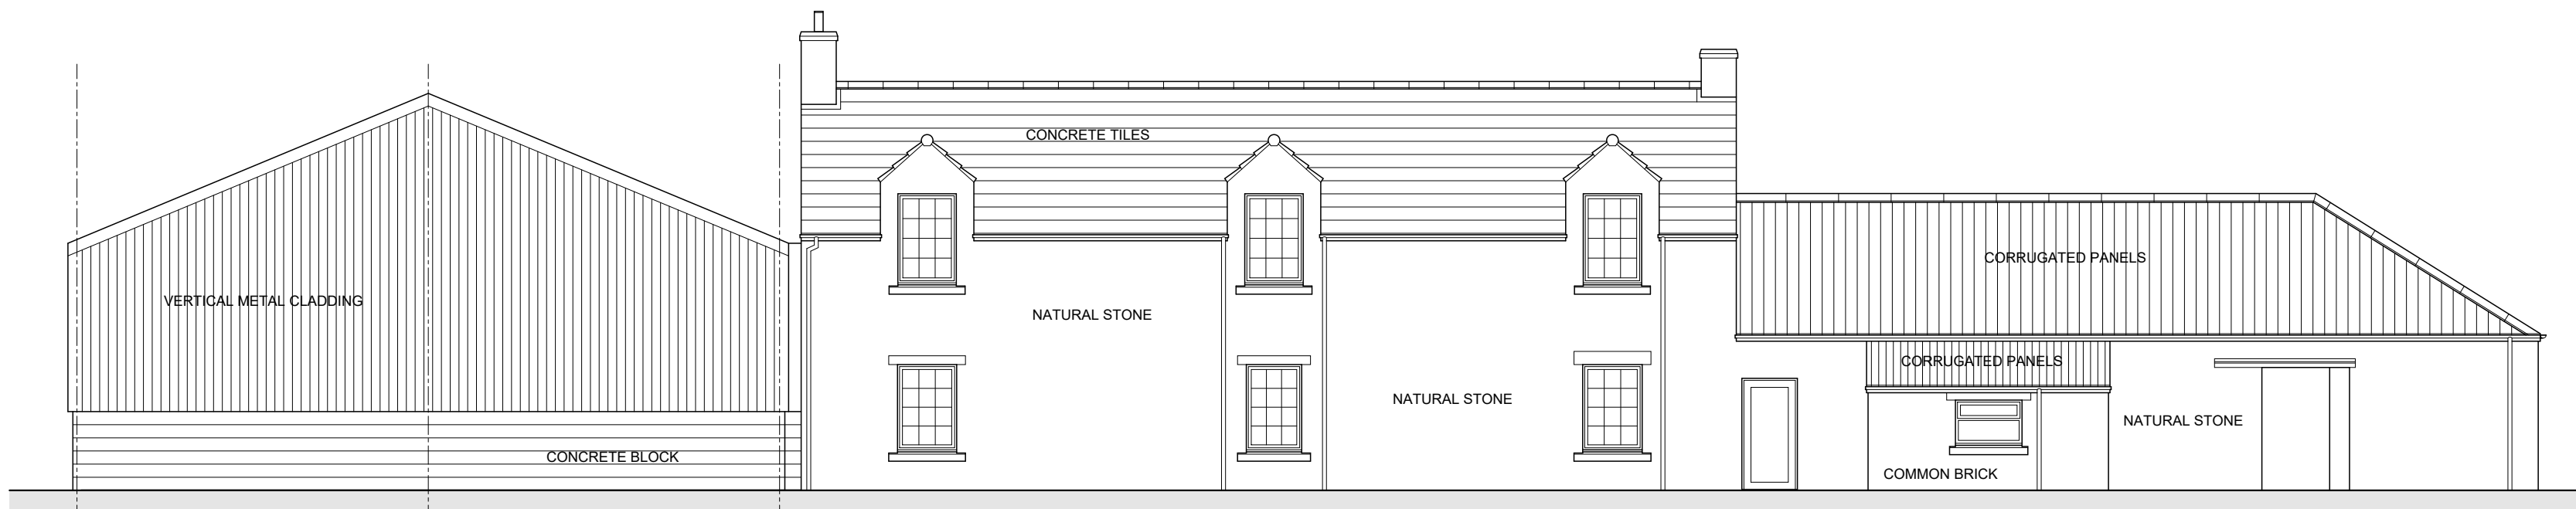 CONCRETE TILES
CORRUGATED PANELS
VERTICAL METAL CLADDING
NATURAL STONE
CORRUGATED PANELS
NATURAL STONE
NATURAL STONE
CONCRETE BLOCK
COMMON BRICK